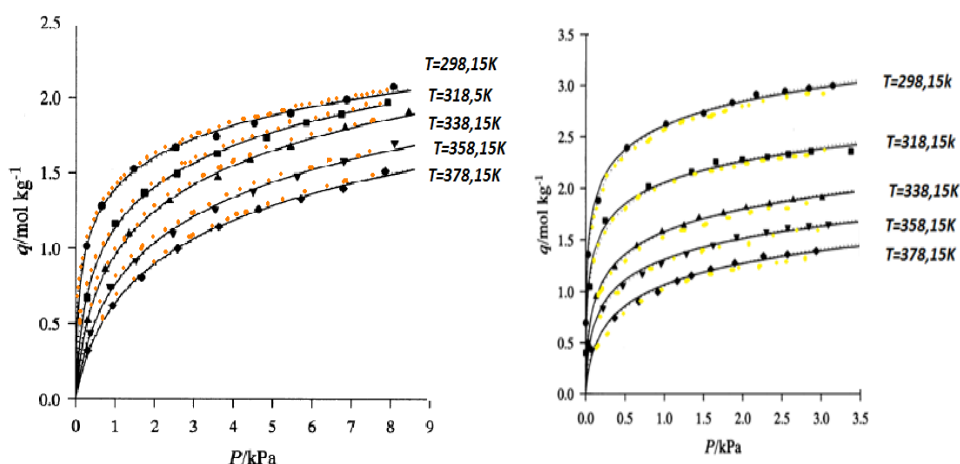 2.5
2.0
1.5
1.0
0.5
0.0
q/mol kg-1
0 1 2 3 4 5 6 7 8 9
P/kPa
T=298,15K
T=318,5K
T=338,15K
T=358,15K
T=378,15K
3.5
3.0
2.5
2.0
1.5
1.0
0.5
0.0
q/mol kg-1
0.0 0.5 1.0 1.5 2.0 2.5 3.0 3.5
P/kPa
T=298,15k
T=318,15k
T=338,15K
T=358,15K
T=378,15K